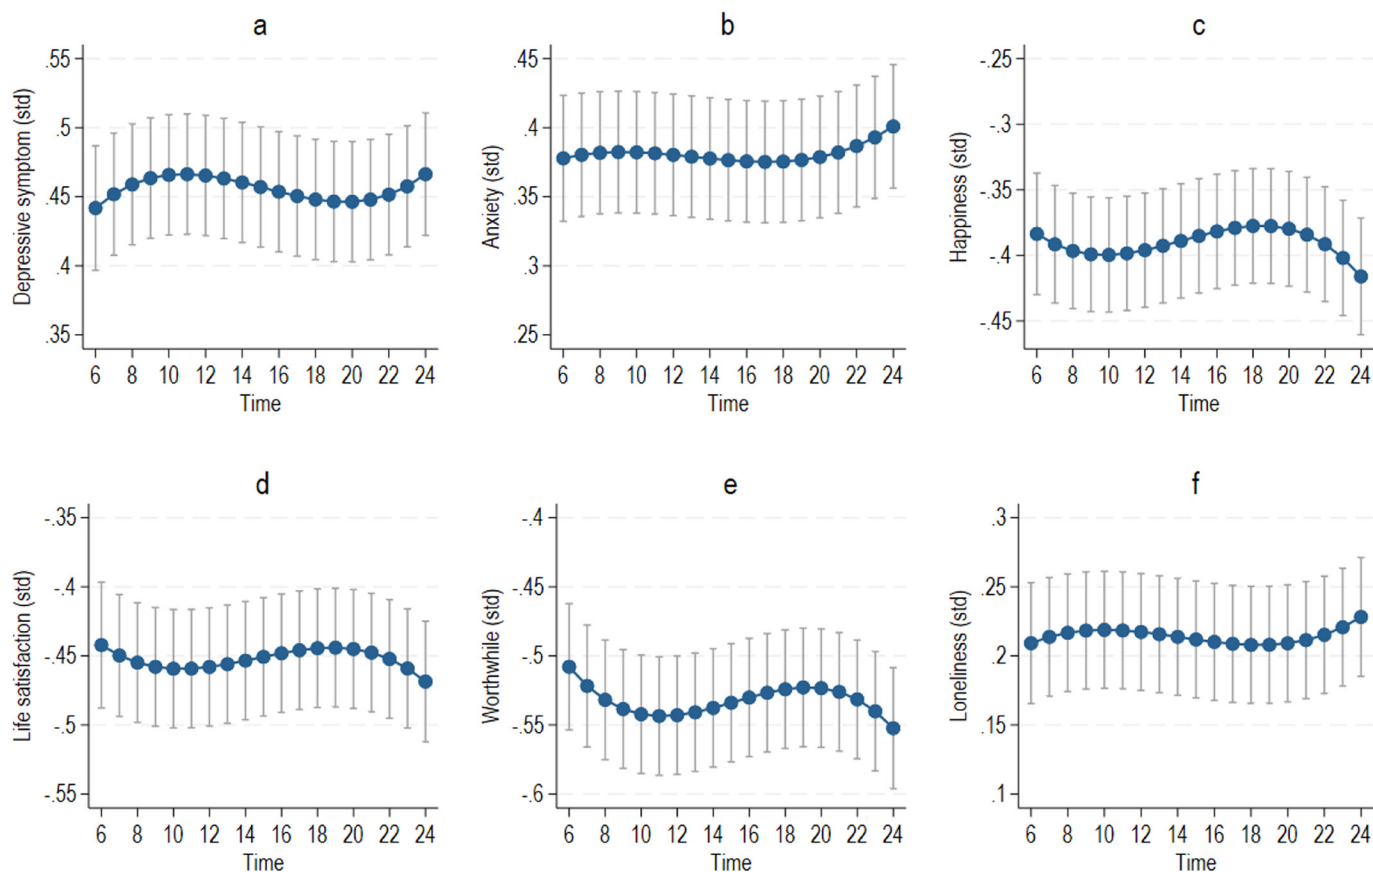 a
Depressive symptom (std)
.55
.5
.45
.4
.35
6 8 10 12 14 16 18 20 22 24
Time
b
Anxiety (std)
.45
.4
.35
.3
.25
6 8 10 12 14 16 18 20 22 24
Time
c
Happiness (std)
-.25
-.3
-.35
-.4
-.45
6 8 10 12 14 16 18 20 22 24
Time
d
Life satisfaction (std)
-.35
-.4
-.45
-.5
-.55
6 8 10 12 14 16 18 20 22 24
Time
e
Worthwhile (std)
-.4
-.45
-.5
-.55
-.6
6 8 10 12 14 16 18 20 22 24
Time
f
Loneliness (std)
.3
.25
.2
.15
.1
6 8 10 12 14 16 18 20 22 24
Time